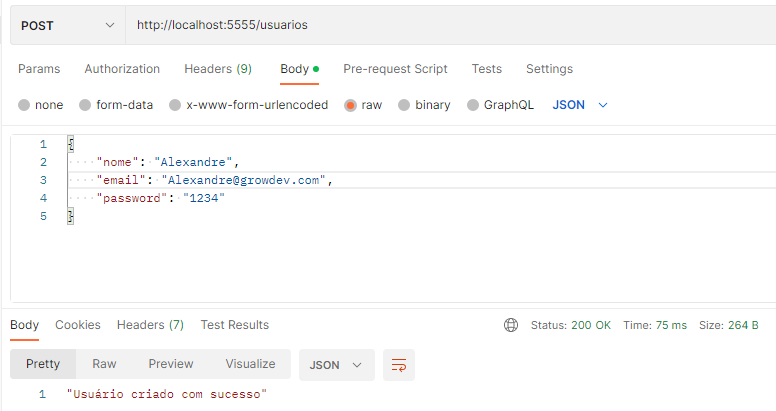 POST http://localhost:5555/usuarios
Params Authorization Headers (9) Body Pre-request Script Tests Settings
none form-data x-www-form-urlencoded raw binary GraphQL JSON
1 {
2 "nome": "Alexandre",
3 "email": "Alexandre@growdev.com",
4 "password": "1234"
5 }
Body Cookies Headers (7) Test Results Status: 200 OK Time: 75 ms Size: 264 B
Pretty Raw Preview Visualize JSON
1 "Usuário criado com sucesso"